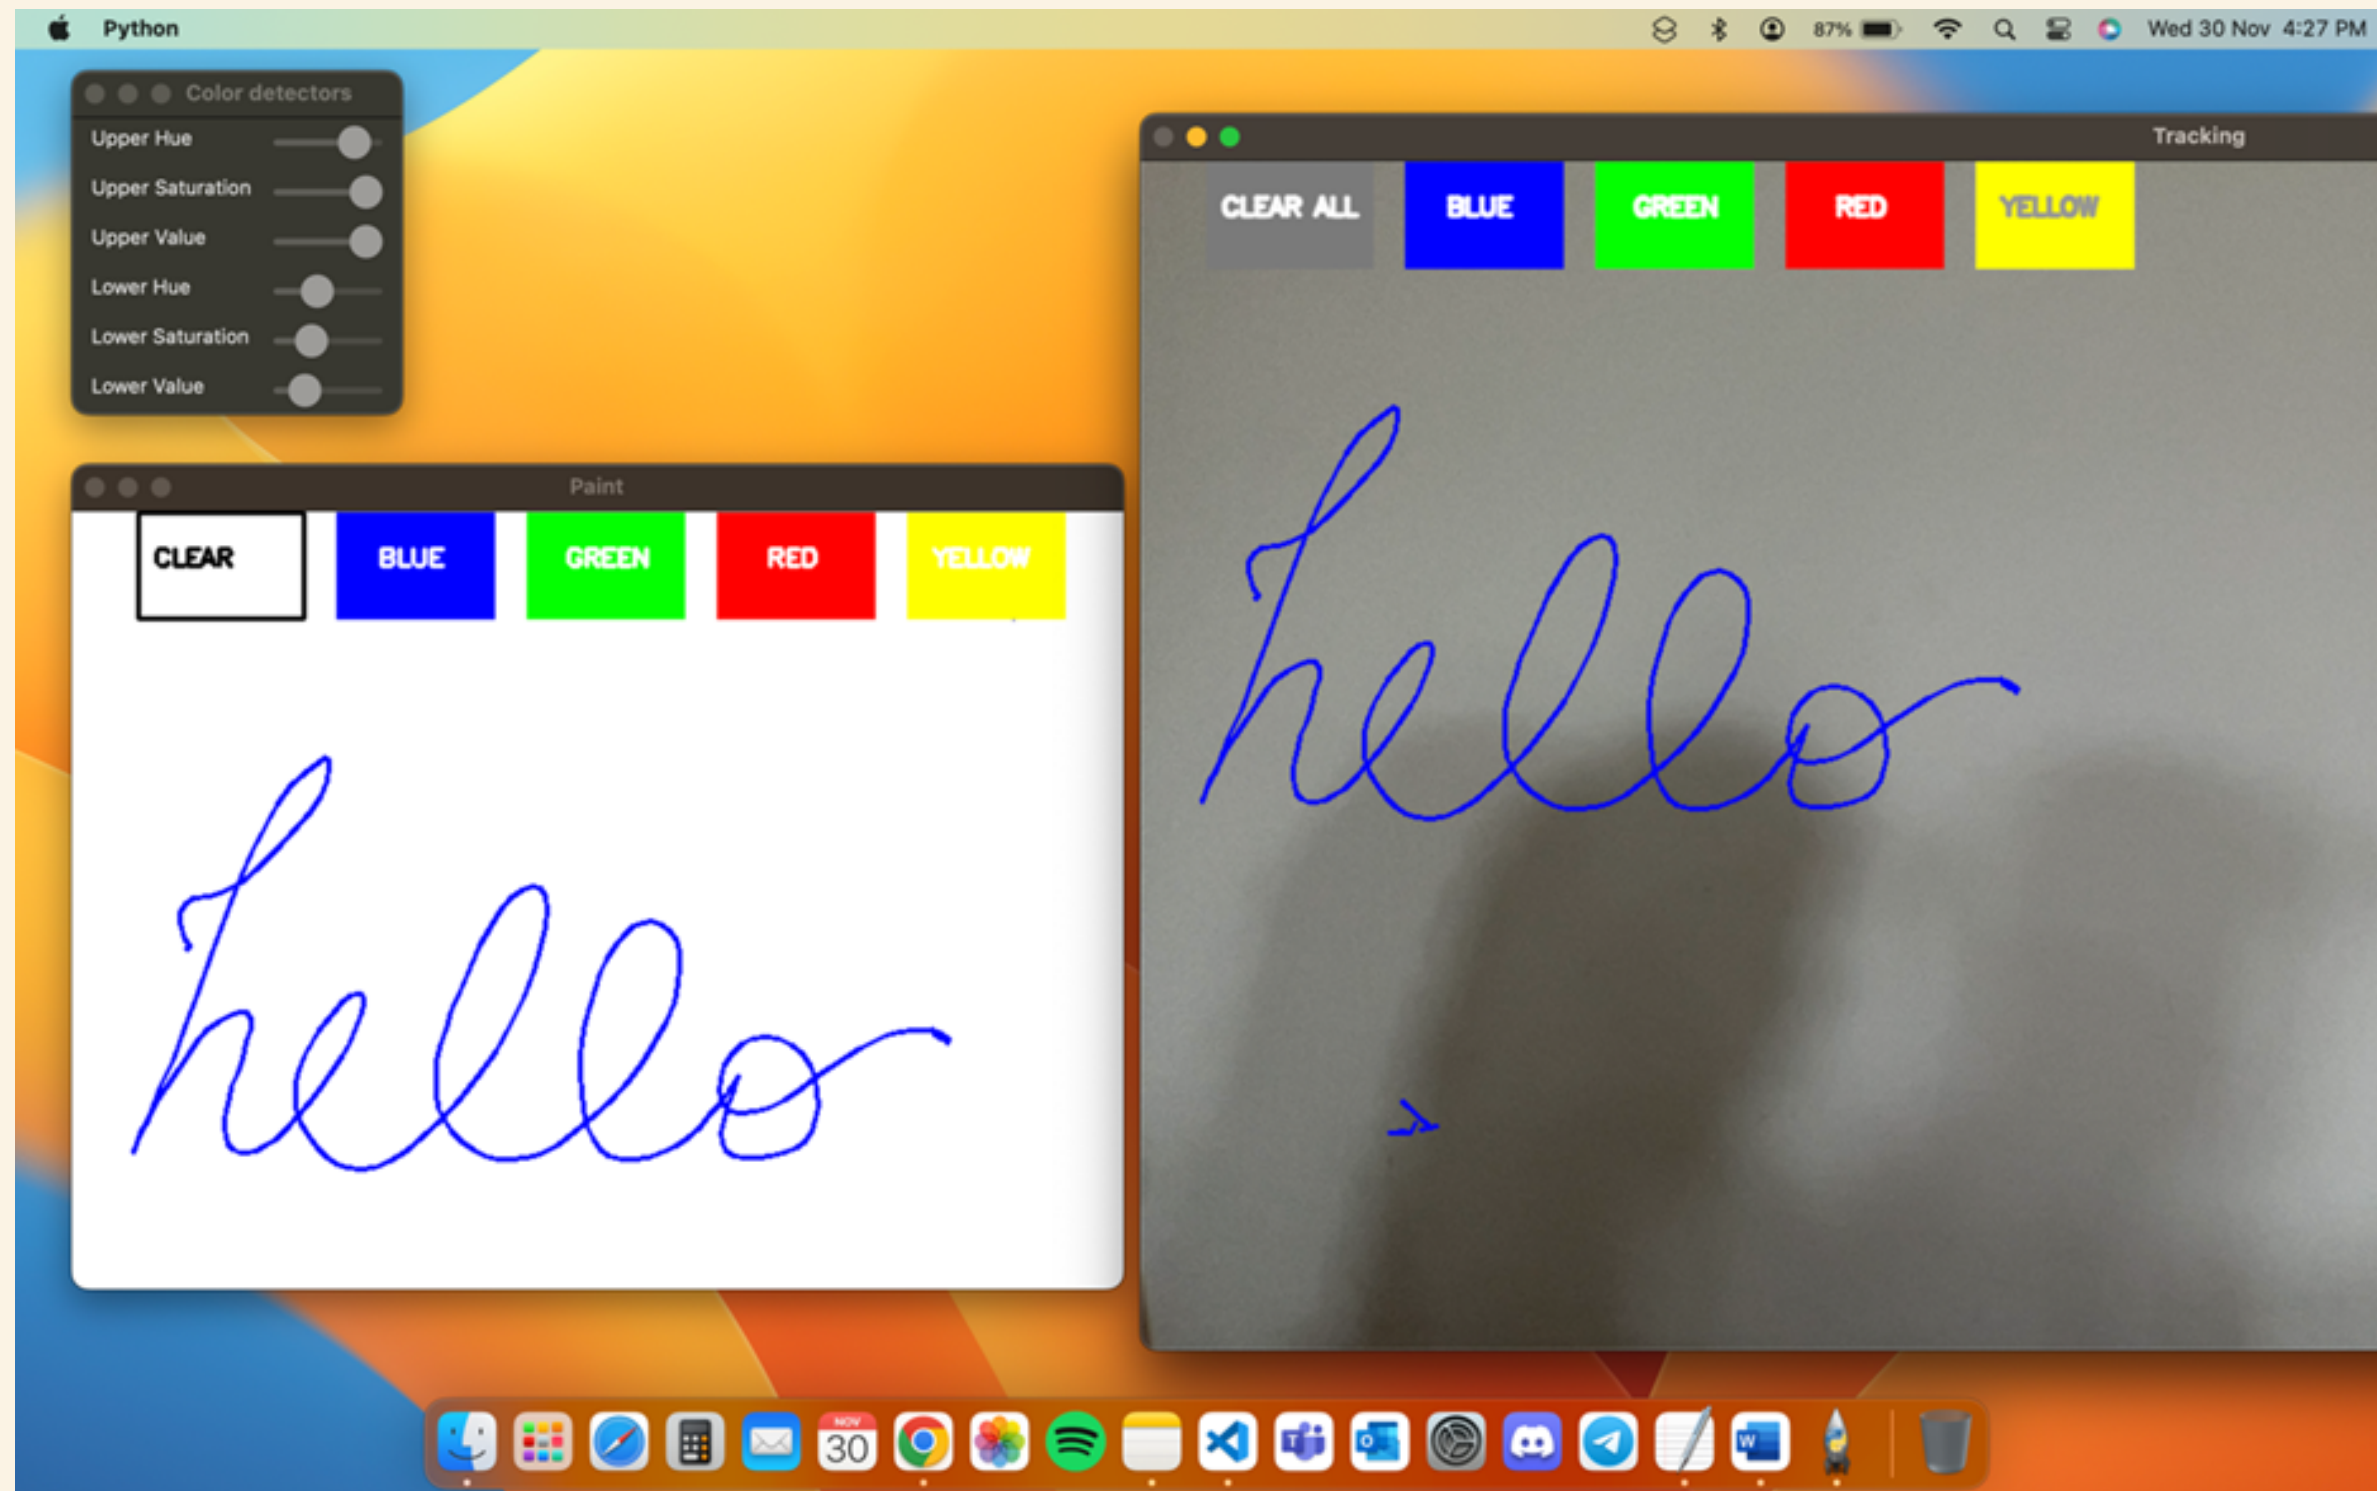 Python
87%
Wed 30 Nov 4:27 PM
Color detectors
Upper Hue
Upper Saturation
Upper Value
Lower Hue
Lower Saturation
Lower Value
Tracking
CLEAR ALL
BLUE
GREEN
RED
YELLOW
hello
Paint
CLEAR
BLUE
GREEN
RED
YELLOW
hello
NOV
30
T
O
W